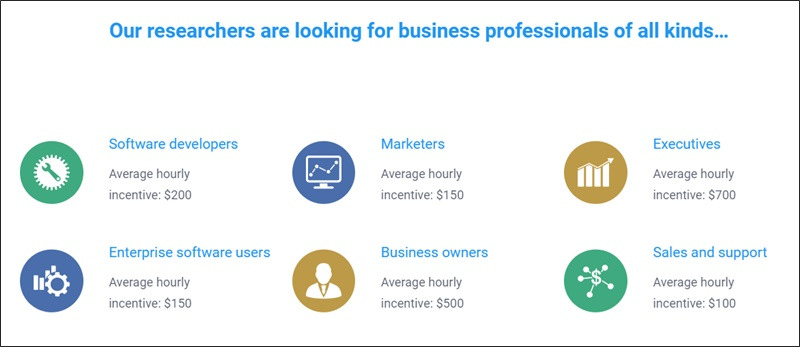 Our researchers are looking for business professionals of all kinds…
Software developers
Average hourly
incentive: $200
Marketers
Average hourly
incentive: $150
Executives
Average hourly
incentive: $700
Enterprise software users
Average hourly
incentive: $150
Business owners
Average hourly
incentive: $500
Sales and support
Average hourly
incentive: $100